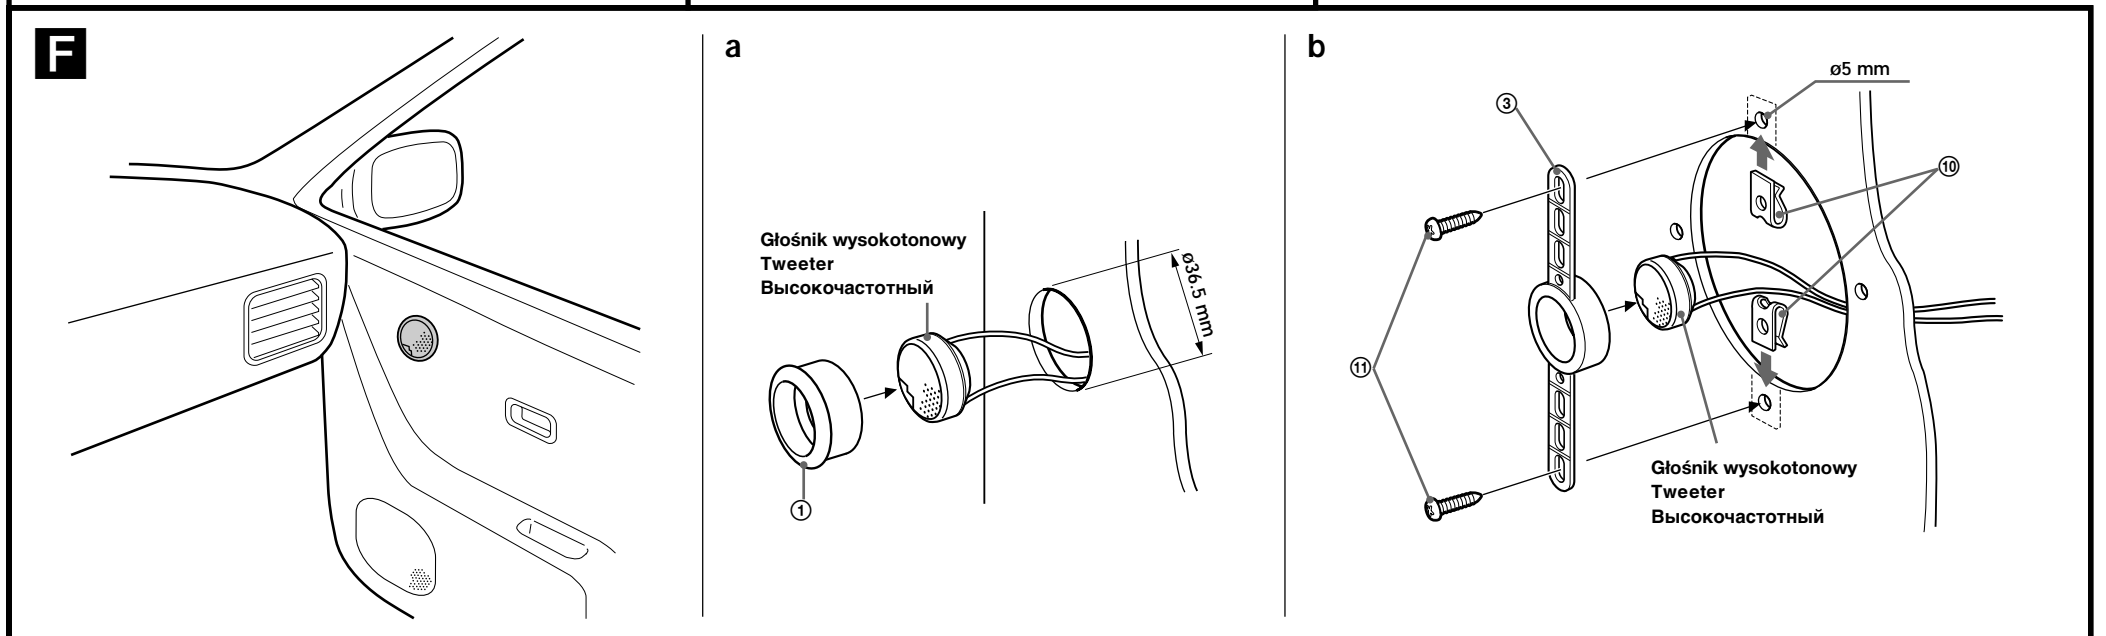 F
a
Głośnik wysokotonowy
Tweeter
Высокочастотный
ø36.5 mm
①
b
ø5 mm
③
⑩
⑪
Głośnik wysokotonowy
Tweeter
Высокочастотный